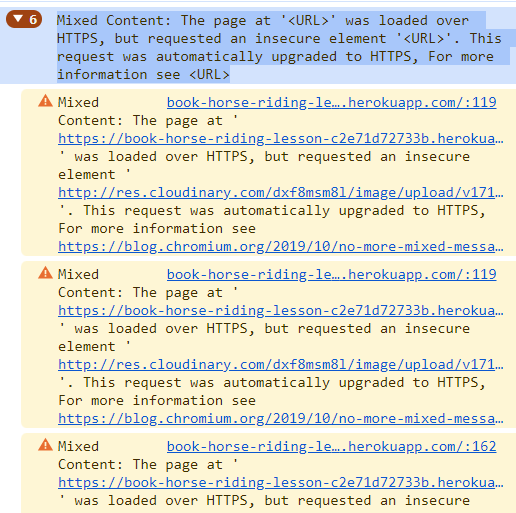 6 Mixed Content: The page at '<URL>' was loaded over
HTTPS, but requested an insecure element '<URL>'. This
request was automatically upgraded to HTTPS, For more
information see <URL>
Mixed book-horse-riding-le….herokuapp.com/:119
Content: The page at '
https://book-horse-riding-lesson-c2e71d72733b.herokua…
' was loaded over HTTPS, but requested an insecure
element '
http://res.cloudinary.com/dxf8msm8l/image/upload/v171…
'. This request was automatically upgraded to HTTPS,
For more information see
https://blog.chromium.org/2019/10/no-more-mixed-messa…
Mixed book-horse-riding-le….herokuapp.com/:119
Content: The page at '
https://book-horse-riding-lesson-c2e71d72733b.herokua…
' was loaded over HTTPS, but requested an insecure
element '
http://res.cloudinary.com/dxf8msm8l/image/upload/v171…
'. This request was automatically upgraded to HTTPS,
For more information see
https://blog.chromium.org/2019/10/no-more-mixed-messa…
Mixed book-horse-riding-le….herokuapp.com/:162
Content: The page at '
https://book-horse-riding-lesson-c2e71d72733b.herokua…
' was loaded over HTTPS, but requested an insecure